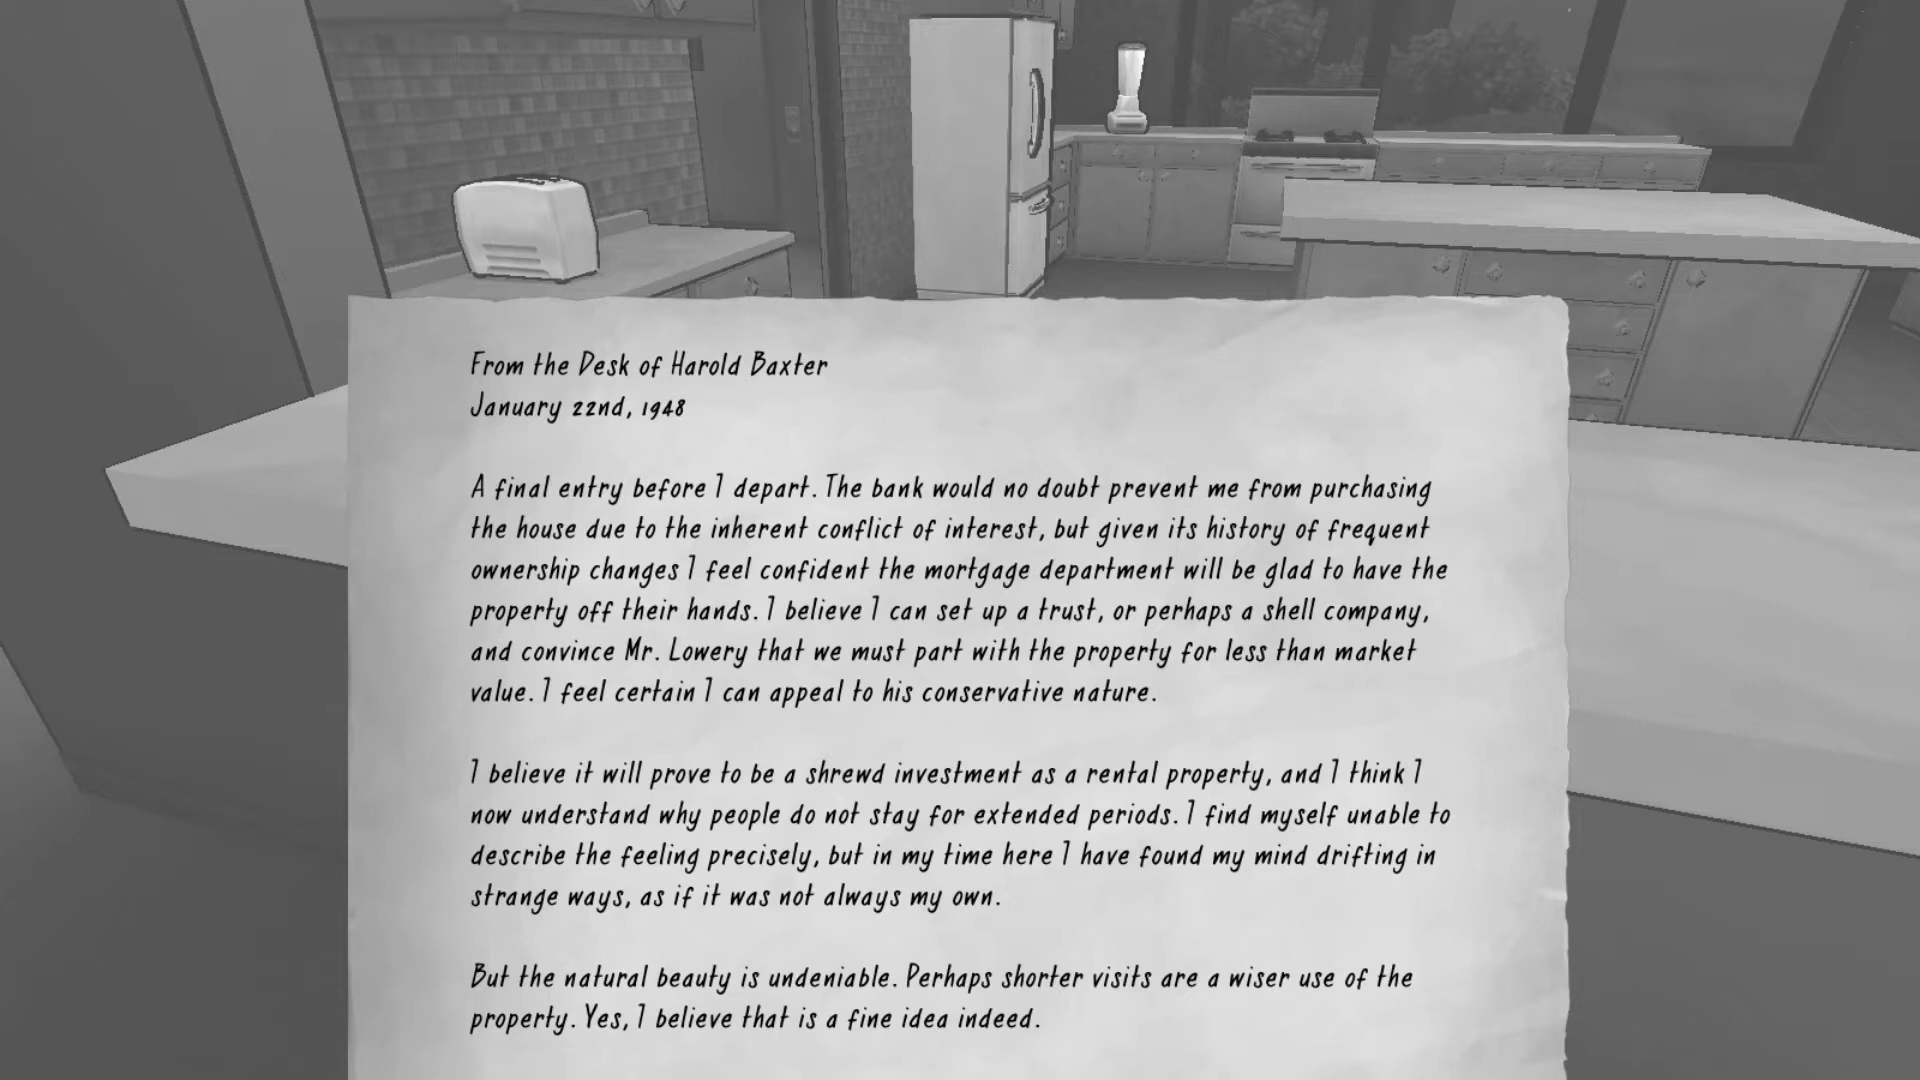 From the Desk of Harold Baxter
January 22nd, 1948
A final entry before I depart. The bank would no doubt prevent me from purchasing
the house due to the inherent conflict of interest, but given its history of frequent
ownership changes I feel confident the mortgage department will be glad to have the
property off their hands. I believe I can set up a trust, or perhaps a shell company,
and convince Mr. Lowery that we must part with the property for less than market
value. I feel certain I can appeal to his conservative nature.
I believe it will prove to be a shrewd investment as a rental property, and I think I
now understand why people do not stay for extended periods. I find myself unable to
describe the feeling precisely, but in my time here I have found my mind drifting in
strange ways, as if it was not always my own.
But the natural beauty is undeniable. Perhaps shorter visits are a wiser use of the
property. Yes, I believe that is a fine idea indeed.